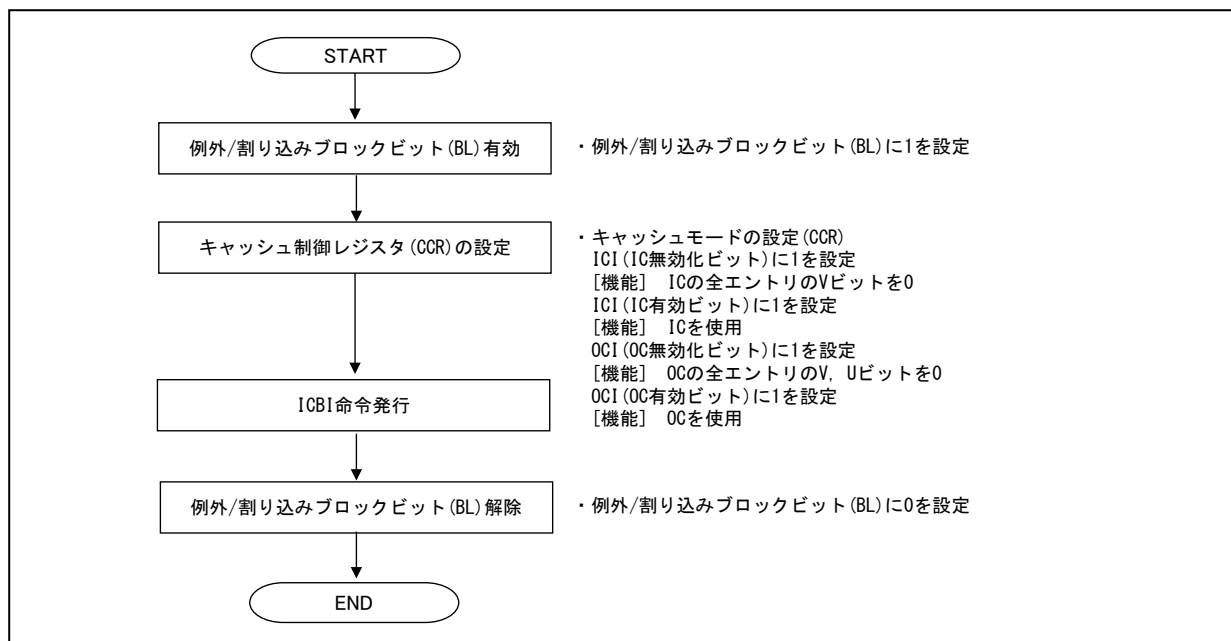 START
例外/割り込みブロックビット(BL)有効
・例外/割り込みブロックビット(BL)に1を設定
キャッシュ制御レジスタ(CCR)の設定
・キャッシュモードの設定(CCR)
ICI(IC無効化ビット)に1を設定
[機能] ICの全エントリのVビットを0
ICI(IC有効ビット)に1を設定
[機能] ICを使用
OCI(OC無効化ビット)に1を設定
[機能] OCの全エントリのV, Uビットを0
OCI(OC有効ビット)に1を設定
[機能] OCを使用
ICBI命令発行
例外/割り込みブロックビット(BL)解除
・例外/割り込みブロックビット(BL)に0を設定
END